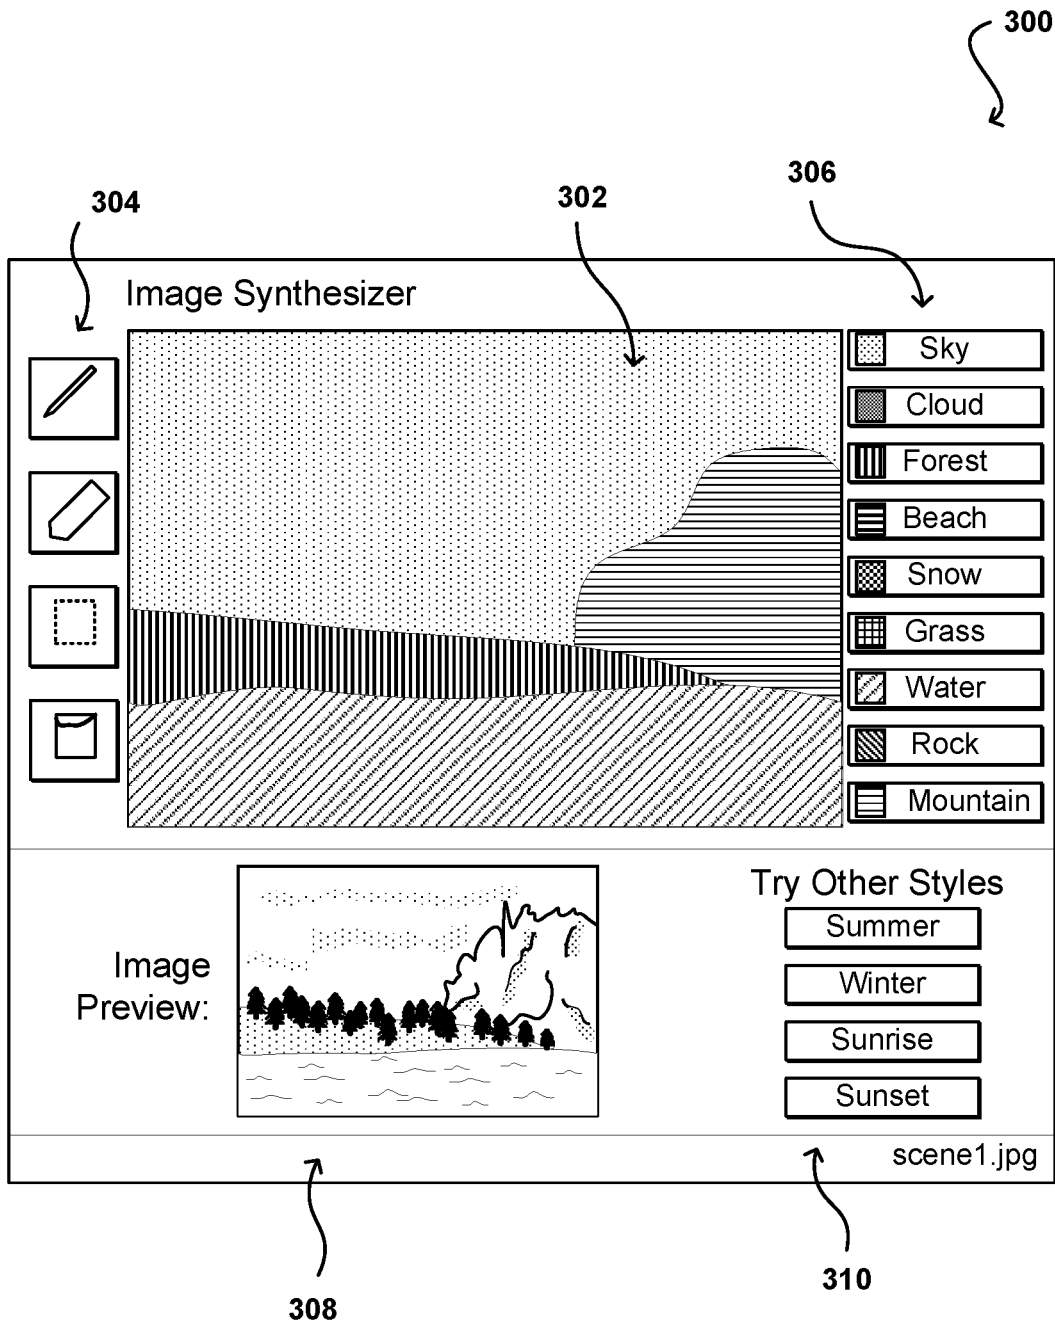 300
306
302
304
Image Synthesizer
Sky
Cloud
Forest
Beach
Snow
Grass
Water
Rock
Mountain
Image
Preview:
Try Other Styles
Summer
Winter
Sunrise
Sunset
scene1.jpg
308
310